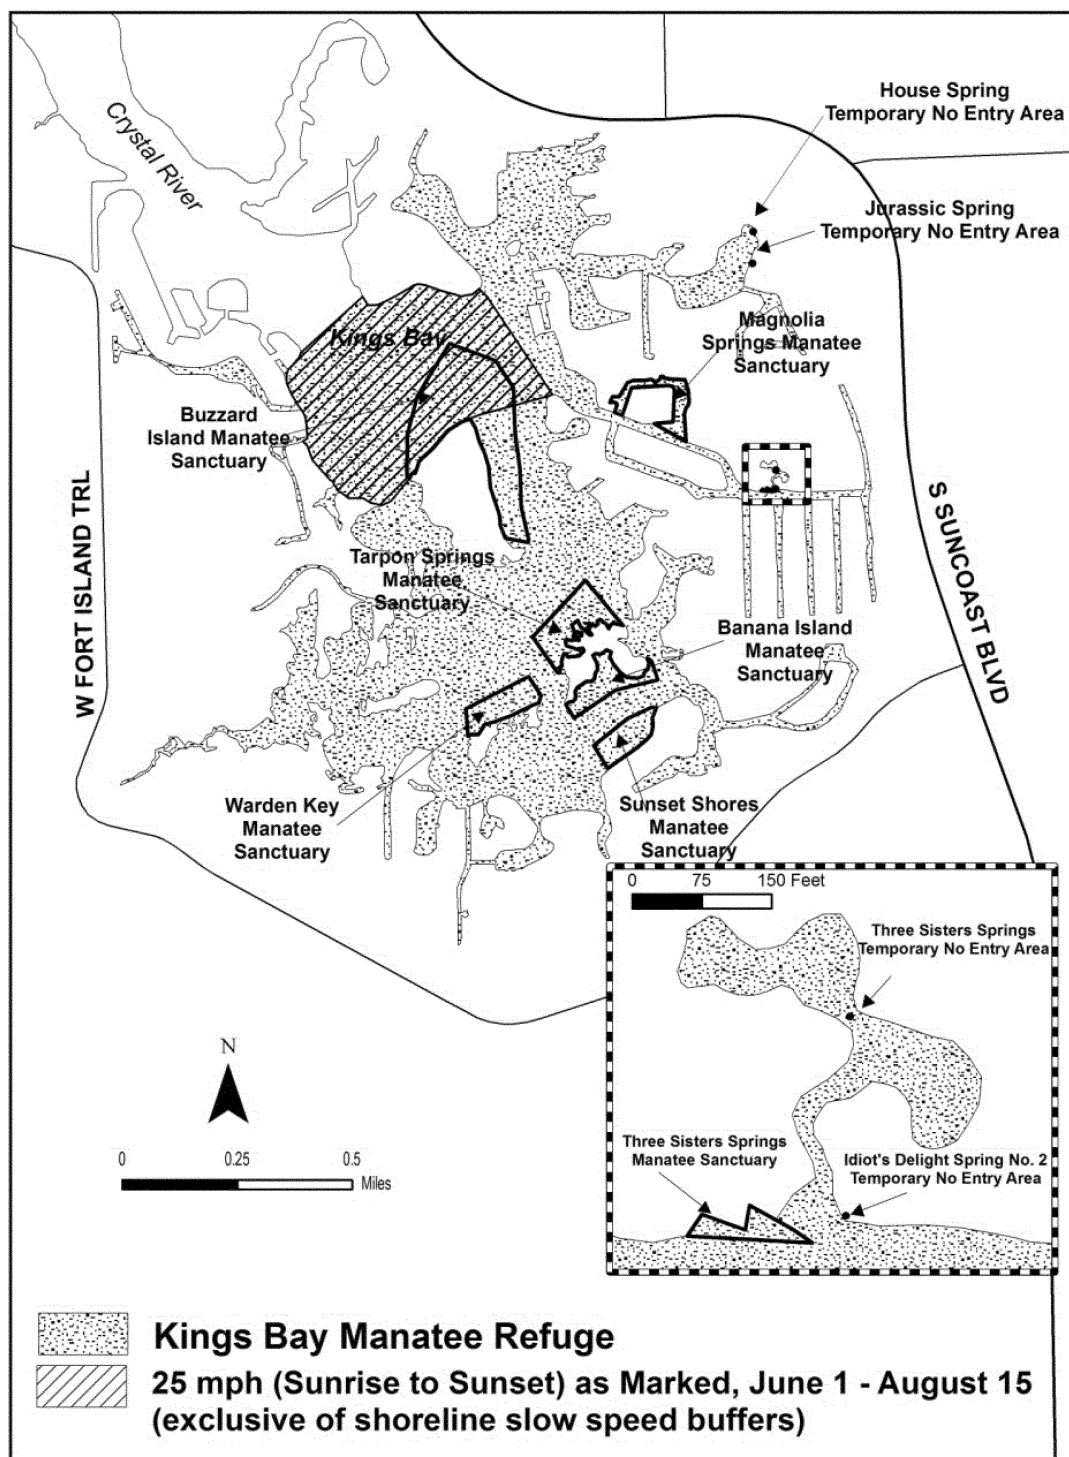 House Spring
Temporary No Entry Area
Crystal River
Jurassic Spring
Temporary No Entry Area
Magnolia
Springs Manatee
Sanctuary
Kings Bay
Buzzard
Island Manatee
Sanctuary
W FORT ISLAND TRL
S SUNCOAST BLVD
Tarpon Springs
Manatee
Sanctuary
Banana Island
Manatee
Sanctuary
Warden Key
Manatee
Sanctuary
Sunset Shores
Manatee
Sanctuary
0 75 150 Feet
Three Sisters Springs
Temporary No Entry Area
N
Three Sisters Springs
Manatee Sanctuary
Idiot's Delight Spring No. 2
Temporary No Entry Area
0 0.25 0.5
Miles
Kings Bay Manatee Refuge
25 mph (Sunrise to Sunset) as Marked, June 1 - August 15
(exclusive of shoreline slow speed buffers)